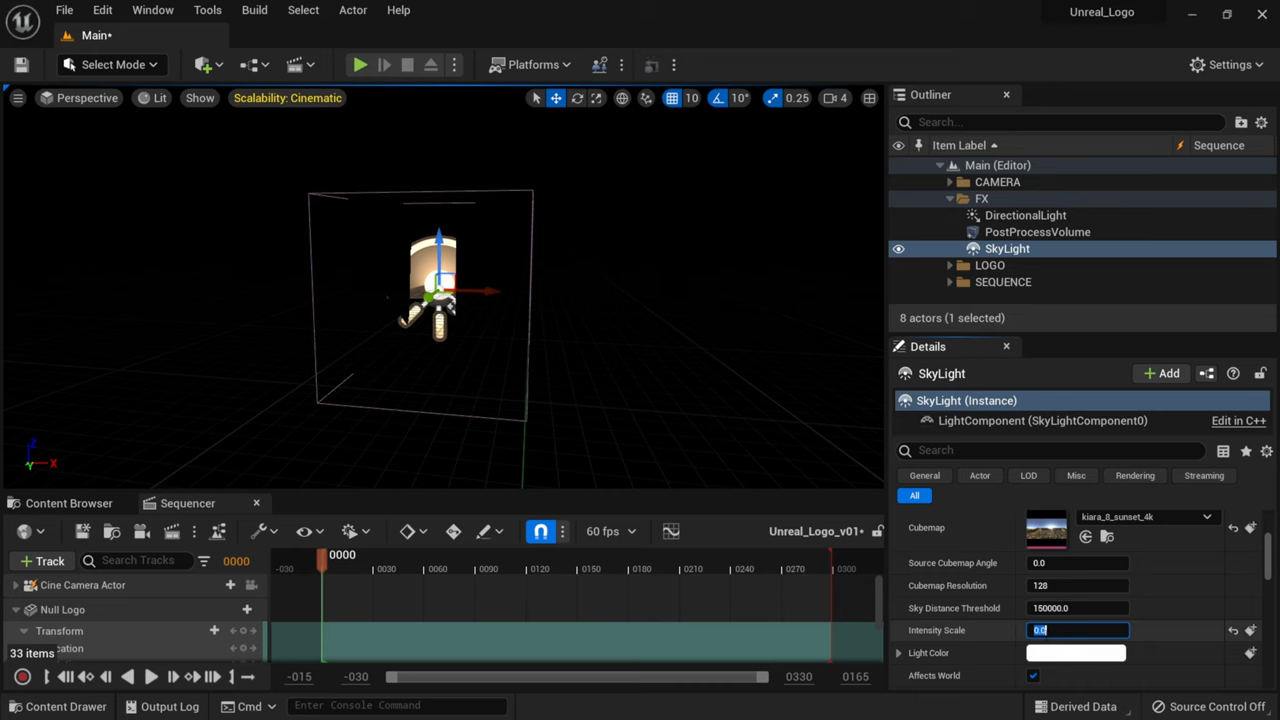 File Edit Window Tools Build Select Actor Help
Unreal_Logo
Main*
Select Mode
Platforms
Settings
Perspective Lit Show Scalability: Cinematic
10 10° 0.25 4
Outliner
Search...
Item Label Sequence
Main (Editor)
CAMERA
FX
DirectionalLight
PostProcessVolume
SkyLight
LOGO
SEQUENCE
8 actors (1 selected)
Details
SkyLight
Add
SkyLight (Instance)
LightComponent (SkyLightComponent0) Edit in C++
Search
General Actor LOD Misc Rendering Streaming
All
Cubemap kiara_8_sunset_4k
Source Cubemap Angle 0.0
Cubemap Resolution 128
Sky Distance Threshold 150000.0
Intensity Scale 0.0
Light Color
Affects World
Z
X
Y
Content Browser Sequencer
60 fps Unreal_Logo_v01*
+ Track Search Tracks 0000
0000
-030 0030 0060 0090 0120 0150 0180 0210 0240 0270 0300
Cine Camera Actor
Null Logo
Transform
cation
33 items
-015 -030 0330 0165
Content Drawer Output Log Cmd Enter Console Command Derived Data Source Control Off